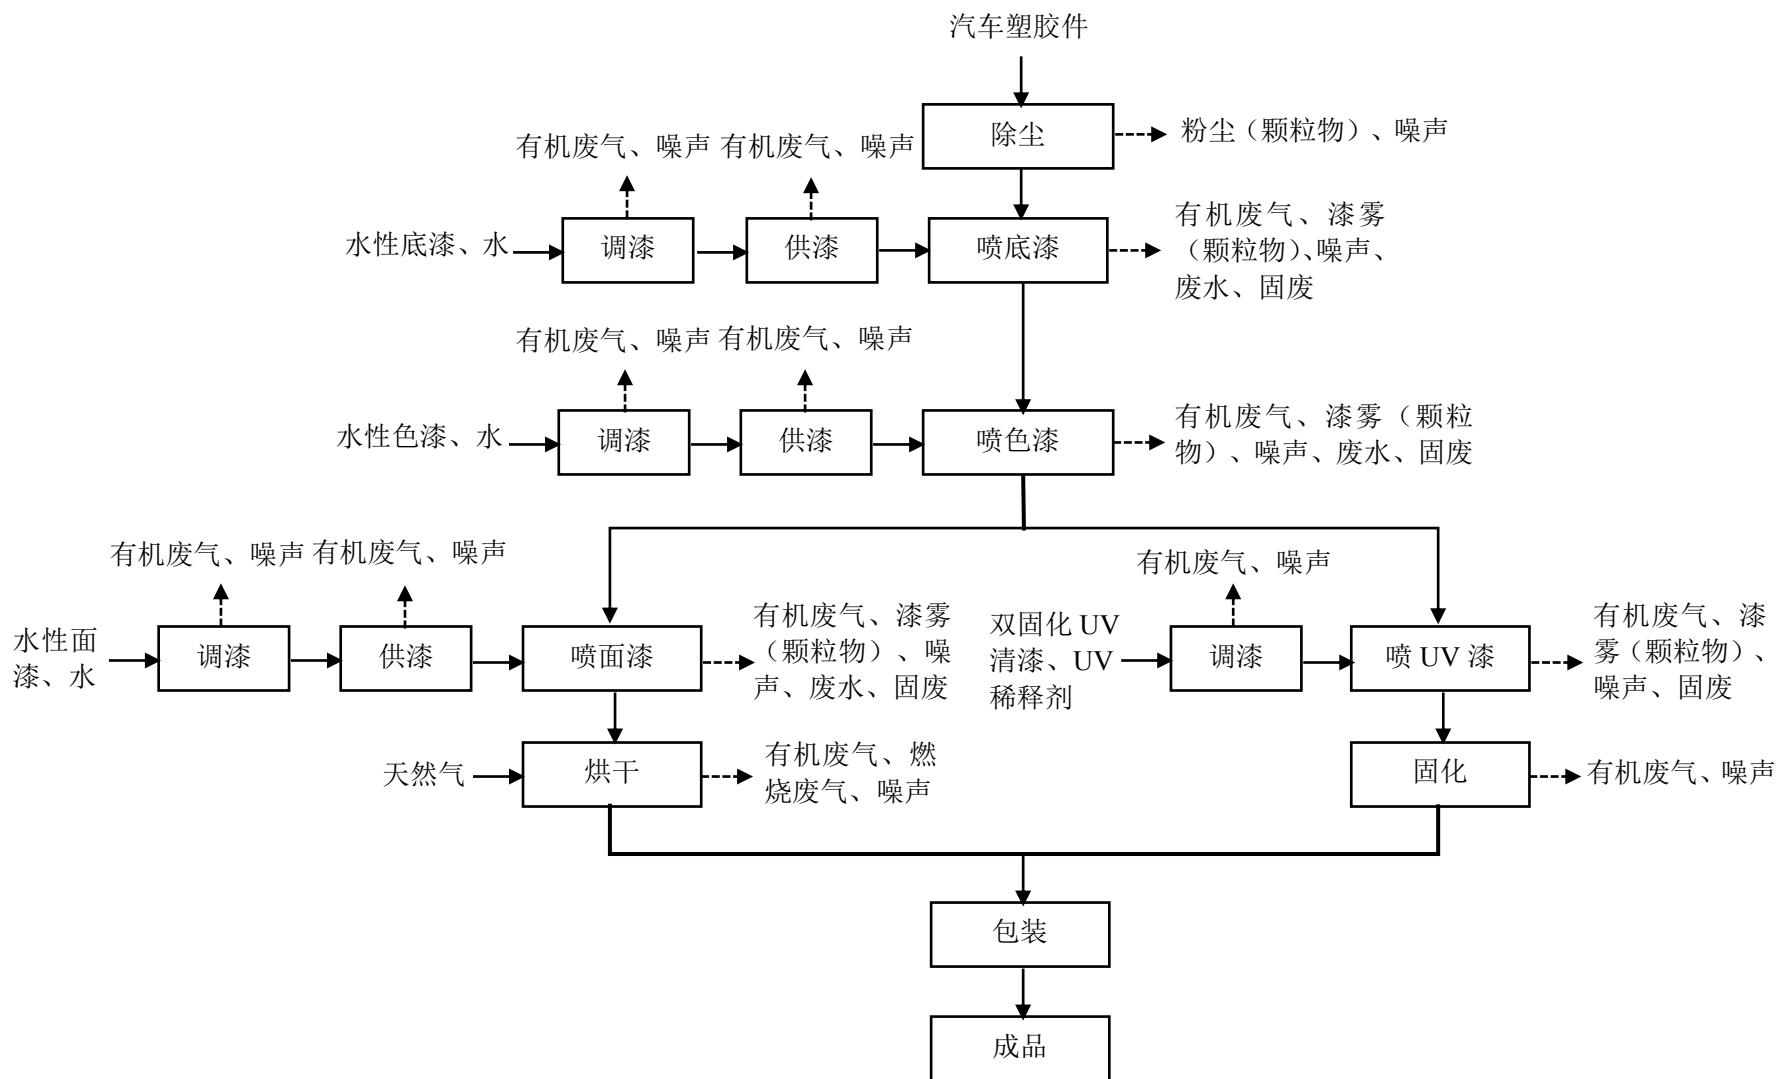 汽车塑胶件
除尘
粉尘（颗粒物）、噪声
有机废气、噪声
有机废气、噪声
水性底漆、水
调漆
供漆
喷底漆
有机废气、漆雾
（颗粒物）、噪声、
废水、固废
有机废气、噪声
有机废气、噪声
水性色漆、水
调漆
供漆
喷色漆
有机废气、漆雾（颗粒
物）、噪声、废水、固废
有机废气、噪声
有机废气、噪声
水性面
漆、水
调漆
供漆
喷面漆
有机废气、漆雾
（颗粒物）、噪
声、废水、固废
有机废气、噪声
双固化 UV
清漆、UV
稀释剂
调漆
喷 UV 漆
有机废气、漆
雾（颗粒物）、
噪声、固废
天然气
烘干
有机废气、燃
烧废气、噪声
固化
有机废气、噪声
包装
成品